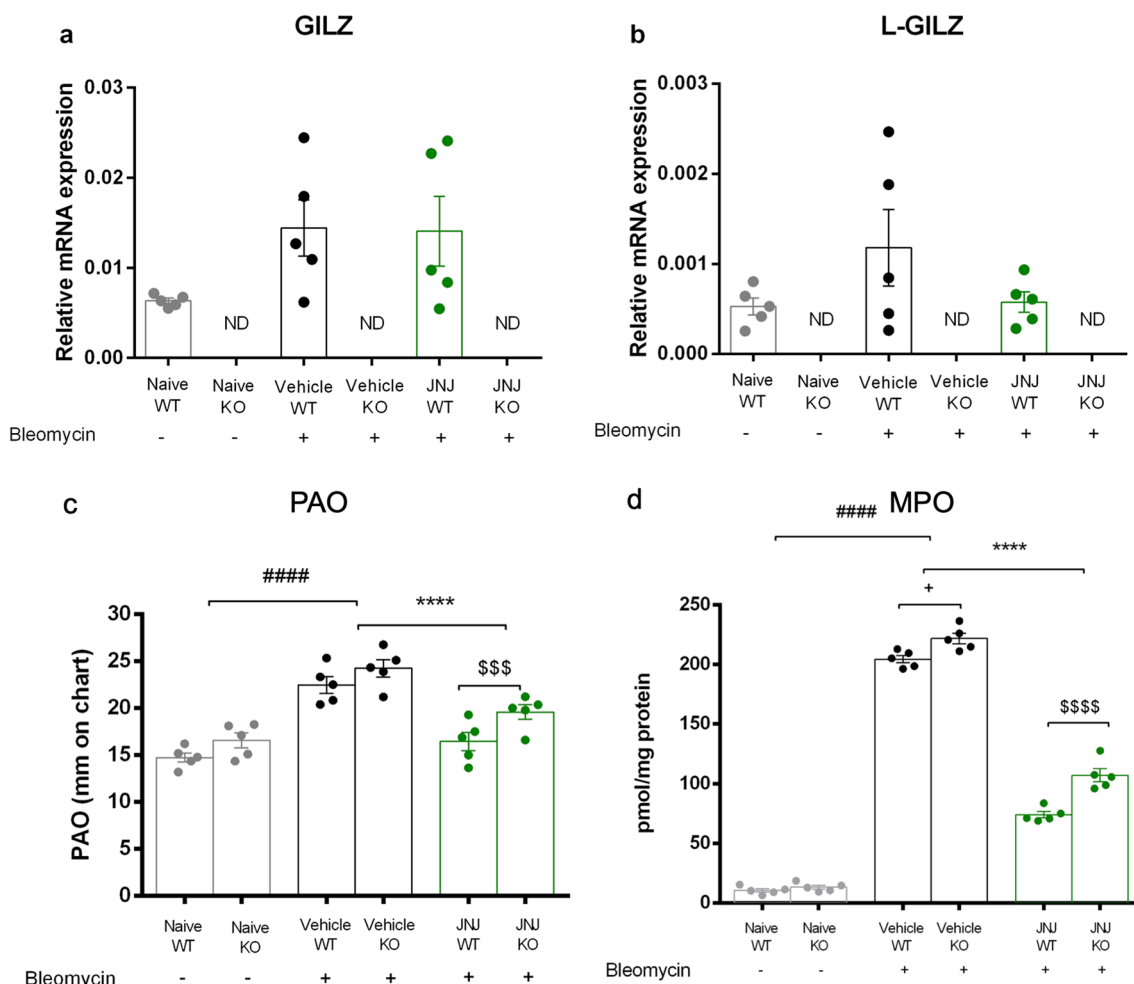 a
GILZ
Relative mRNA expression
0.03
0.02
0.01
0.00
ND
ND
ND
Naive WT
Naive KO
Vehicle WT
Vehicle KO
JNJ WT
JNJ KO
Bleomycin - - + + + +
b
L-GILZ
Relative mRNA expression
0.003
0.002
0.001
0.000
ND
ND
ND
Naive WT
Naive KO
Vehicle WT
Vehicle KO
JNJ WT
JNJ KO
Bleomycin - - + + + +
c
PAO
####
****
$$$
PAO (mm on chart)
30
25
20
15
10
5
0
Naive WT
Naive KO
Vehicle WT
Vehicle KO
JNJ WT
JNJ KO
Bleomycin - - + + + +
d
MPO
####
****
+
$$$$
pmol/mg protein
250
200
150
100
50
0
Naive WT
Naive KO
Vehicle WT
Vehicle KO
JNJ WT
JNJ KO
Bleomycin - - + + + +